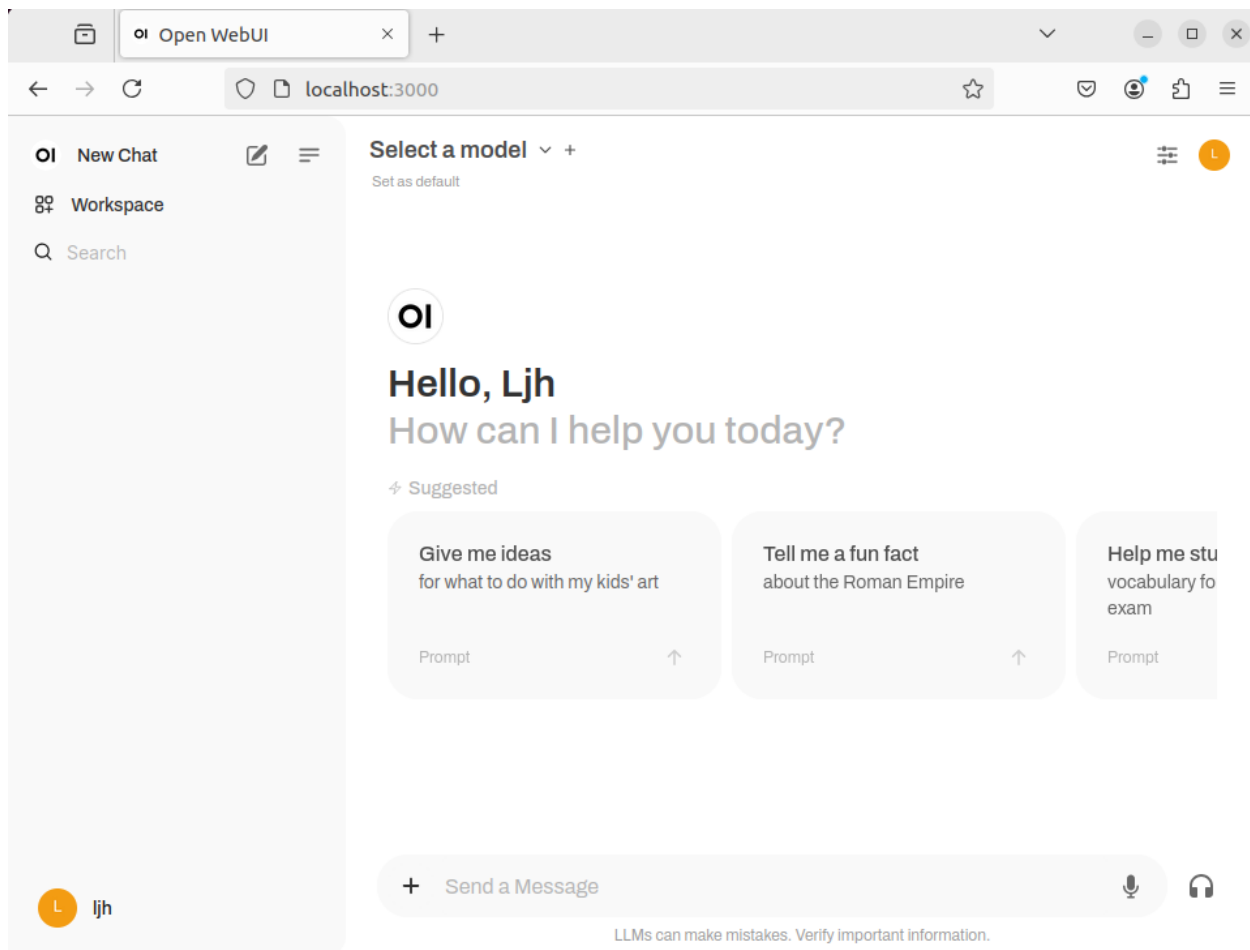 OI Open WebUI
localhost:3000
OI New Chat
Workspace
Search
Select a model
Set as default
L
OI
Hello, Ljh
How can I help you today?
Suggested
Give me ideas
for what to do with my kids' art
Prompt
Tell me a fun fact
about the Roman Empire
Prompt
Help me stu
vocabulary fo
exam
Prompt
Send a Message
L ljh
LLMs can make mistakes. Verify important information.